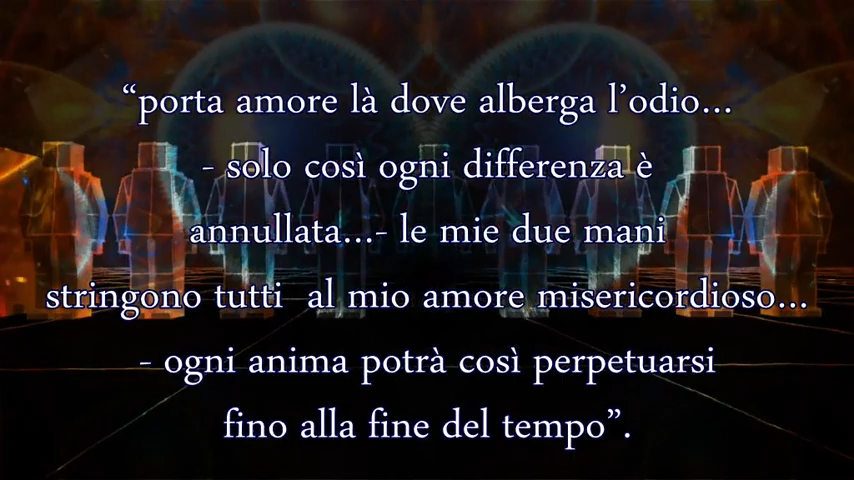 “porta amore là dove alberga l’odio...
- solo così ogni differenza è
annullata...- le mie due mani
stringono tutti  al mio amore misericordioso...
- ogni anima potrà così perpetuarsi
fino alla fine del tempo”.